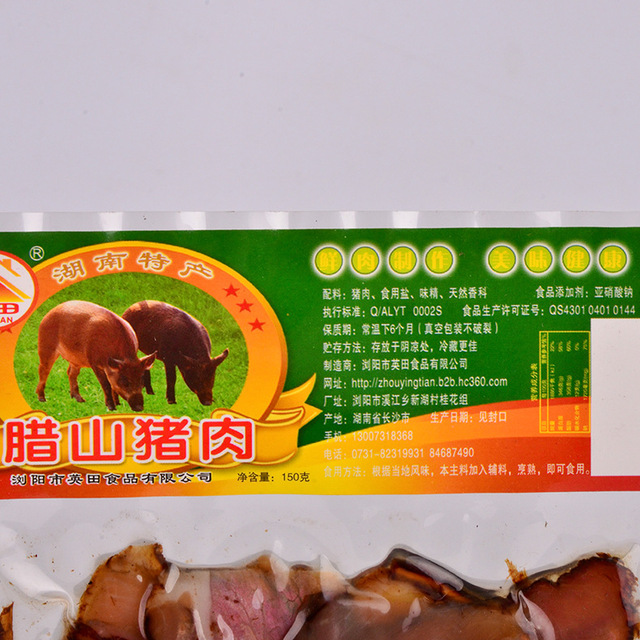 ®
田
湖南特产
腊山猪肉
浏阳市英田食品有限公司
净含量：150克
鲜肉制作 美味健康
配料：猪肉、食用盐、味精、天然香科 食品添加剂：亚硝酸钠
执行标准：Q/ALYT 0002S 食品生产许可证号：QS4301 0401 0144
保质期：常温下6个月（真空包装不破裂）
贮存方法：存放于阴凉处，冷藏更佳
制造商：浏阳市英田食品有限公司
网址：http://zhouyingtian.b2b.hc360.com
厂址：浏阳市溪江乡新湖村桂花组
产地：湖南省长沙市 生产日期：见封口
手机：13007318368
电话：0731-82319931 84687490
食用方法：根据当地风味，本主料加入辅料，烹熟，即可食用。
营养成分表